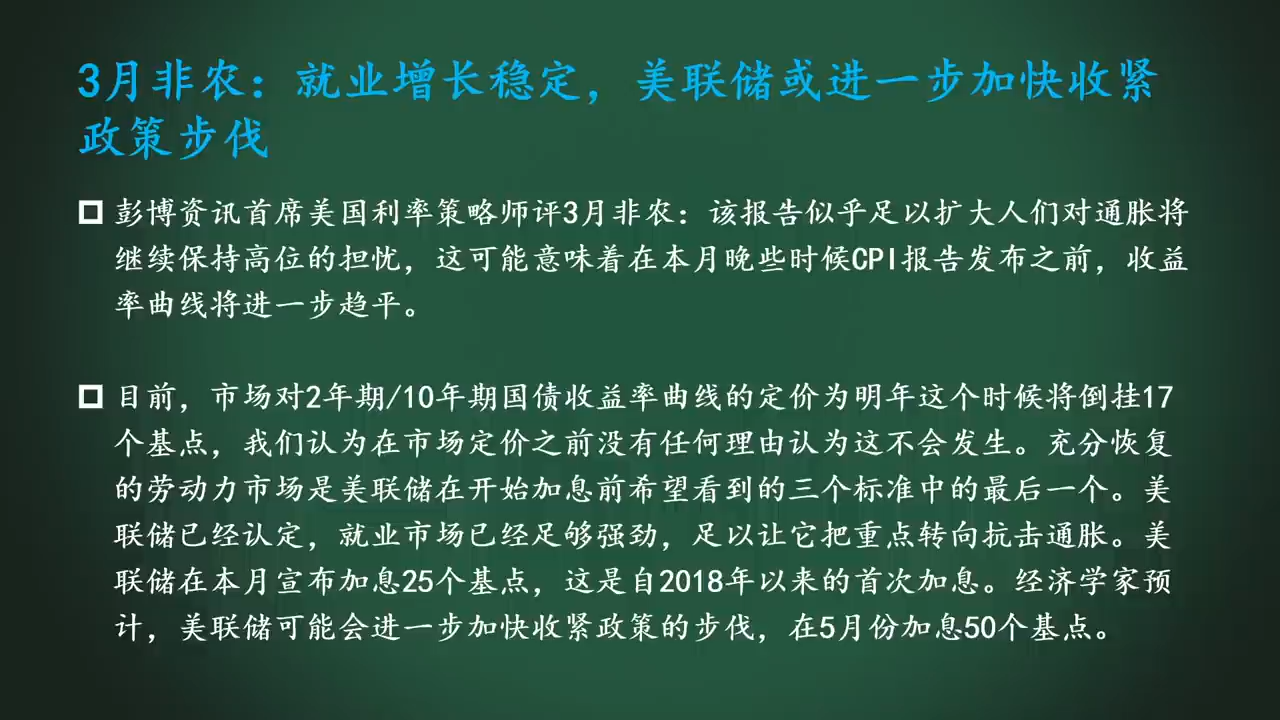 3月非农：就业增长稳定，美联储或进一步加快收紧
政策步伐
彭博资讯首席美国利率策略师评3月非农：该报告似乎足以扩大人们对通胀将
继续保持高位的担忧，这可能意味着在本月晚些时候CPI报告发布之前，收益
率曲线将进一步趋平。
目前，市场对2年期/10年期国债收益率曲线的定价为明年这个时候将倒挂17
个基点，我们认为在市场定价之前没有任何理由认为这不会发生。充分恢复
的劳动力市场是美联储在开始加息前希望看到的三个标准中的最后一个。美
联储已经认定，就业市场已经足够强劲，足以让它把重点转向抗击通胀。美
联储在本月宣布加息25个基点，这是自2018年以来的首次加息。经济学家预
计，美联储可能会进一步加快收紧政策的步伐，在5月份加息50个基点。